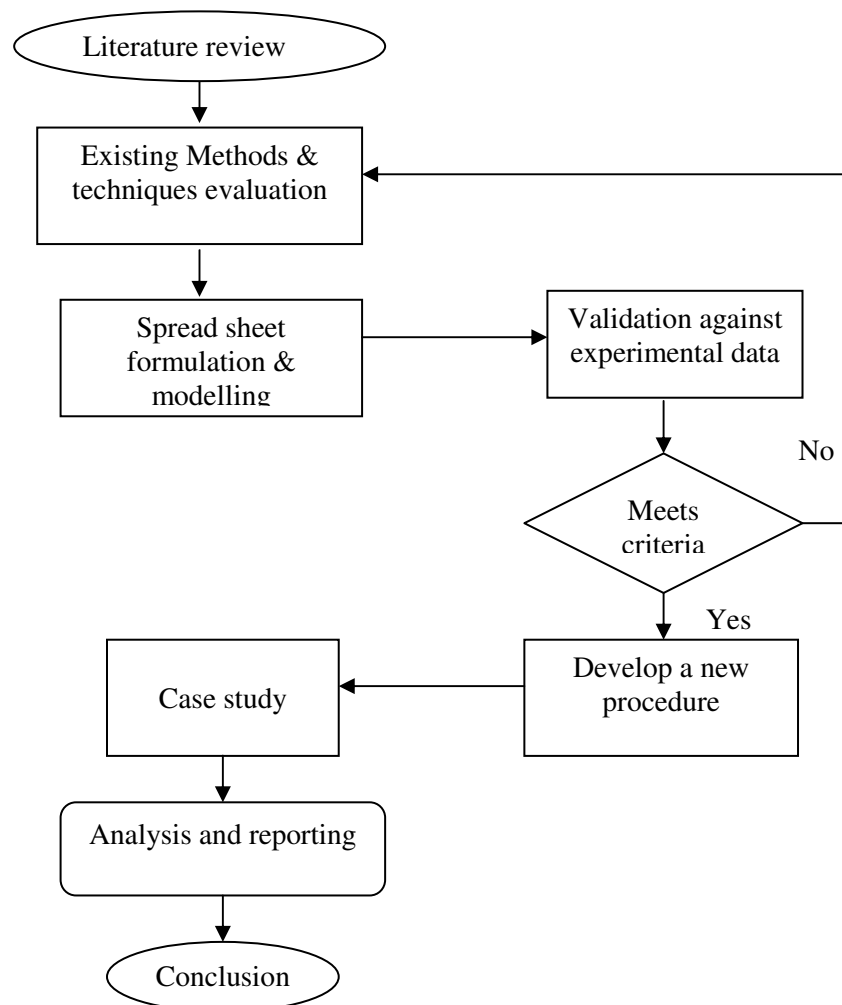 Literature review
Existing Methods &
techniques evaluation
Spread sheet
formulation &
modelling
Validation against
experimental data
No
Meets
criteria
Yes
Develop a new
procedure
Case study
Analysis and reporting
Conclusion